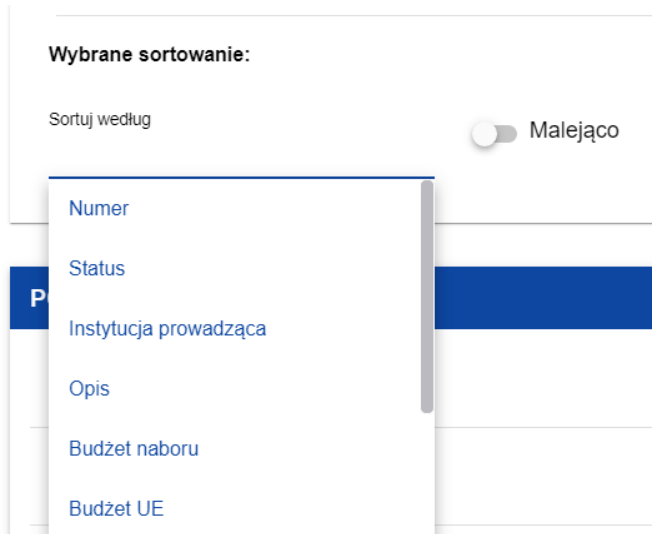 Wybrane sortowanie:
Sortuj według
Malejąco
Numer
Status
Instytucja prowadząca
Opis
Budżet naboru
Budżet UE